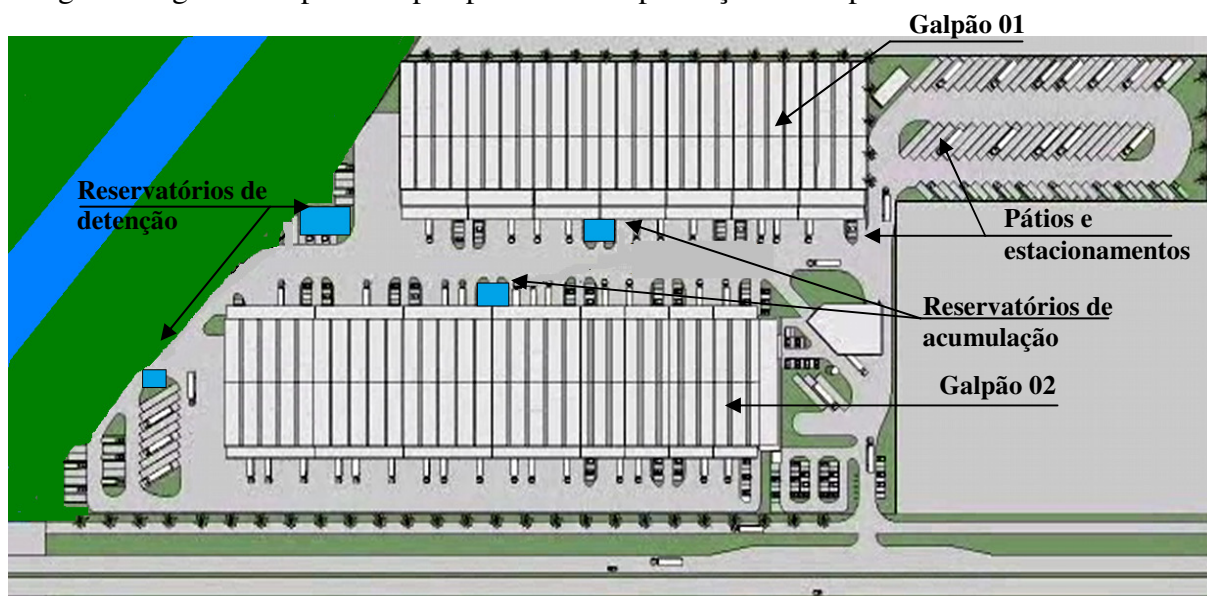 Galpão 01
Reservatórios de
detenção
Pátios e
estacionamentos
Reservatórios de
acumulação
Galpão 02